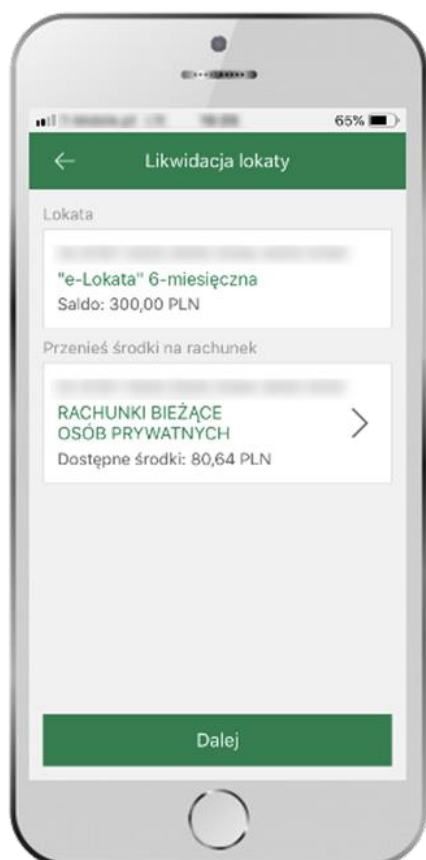 65%
Likwidacja lokaty
Lokata
"e-Lokata" 6-miesięczna
Saldo: 300,00 PLN
Przenieś środki na rachunek
RACHUNKI BIEŻĄCE
OSÓB PRYWATNYCH
Dostępne środki: 80,64 PLN
Dalej